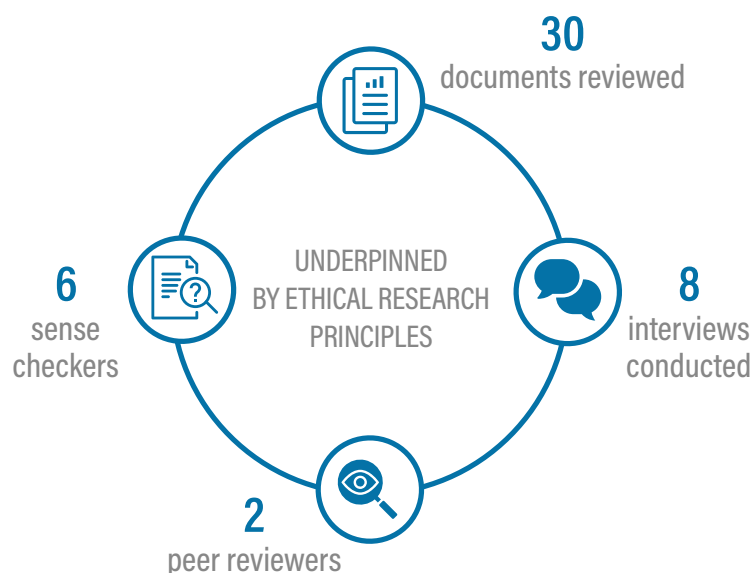 30
documents reviewed
6
sense
checkers
UNDERPINNED
BY ETHICAL RESEARCH
PRINCIPLES
8
interviews
conducted
2
peer reviewers